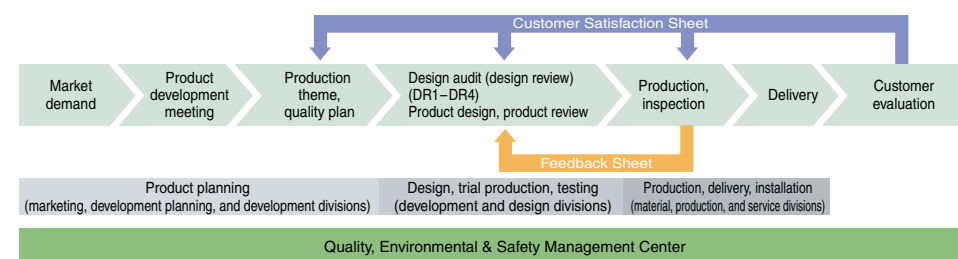 Customer Satisfaction Sheet
Market
demand
Product
development
meeting
Production
theme,
quality plan
Design audit (design review)
(DR1–DR4)
Product design, product review
Production,
inspection
Delivery
Customer
evaluation
Feedback Sheet
Product planning
(marketing, development planning, and development divisions)
Design, trial production, testing
(development and design divisions)
Production, delivery, installation
(material, production, and service divisions)
Quality, Environmental & Safety Management Center